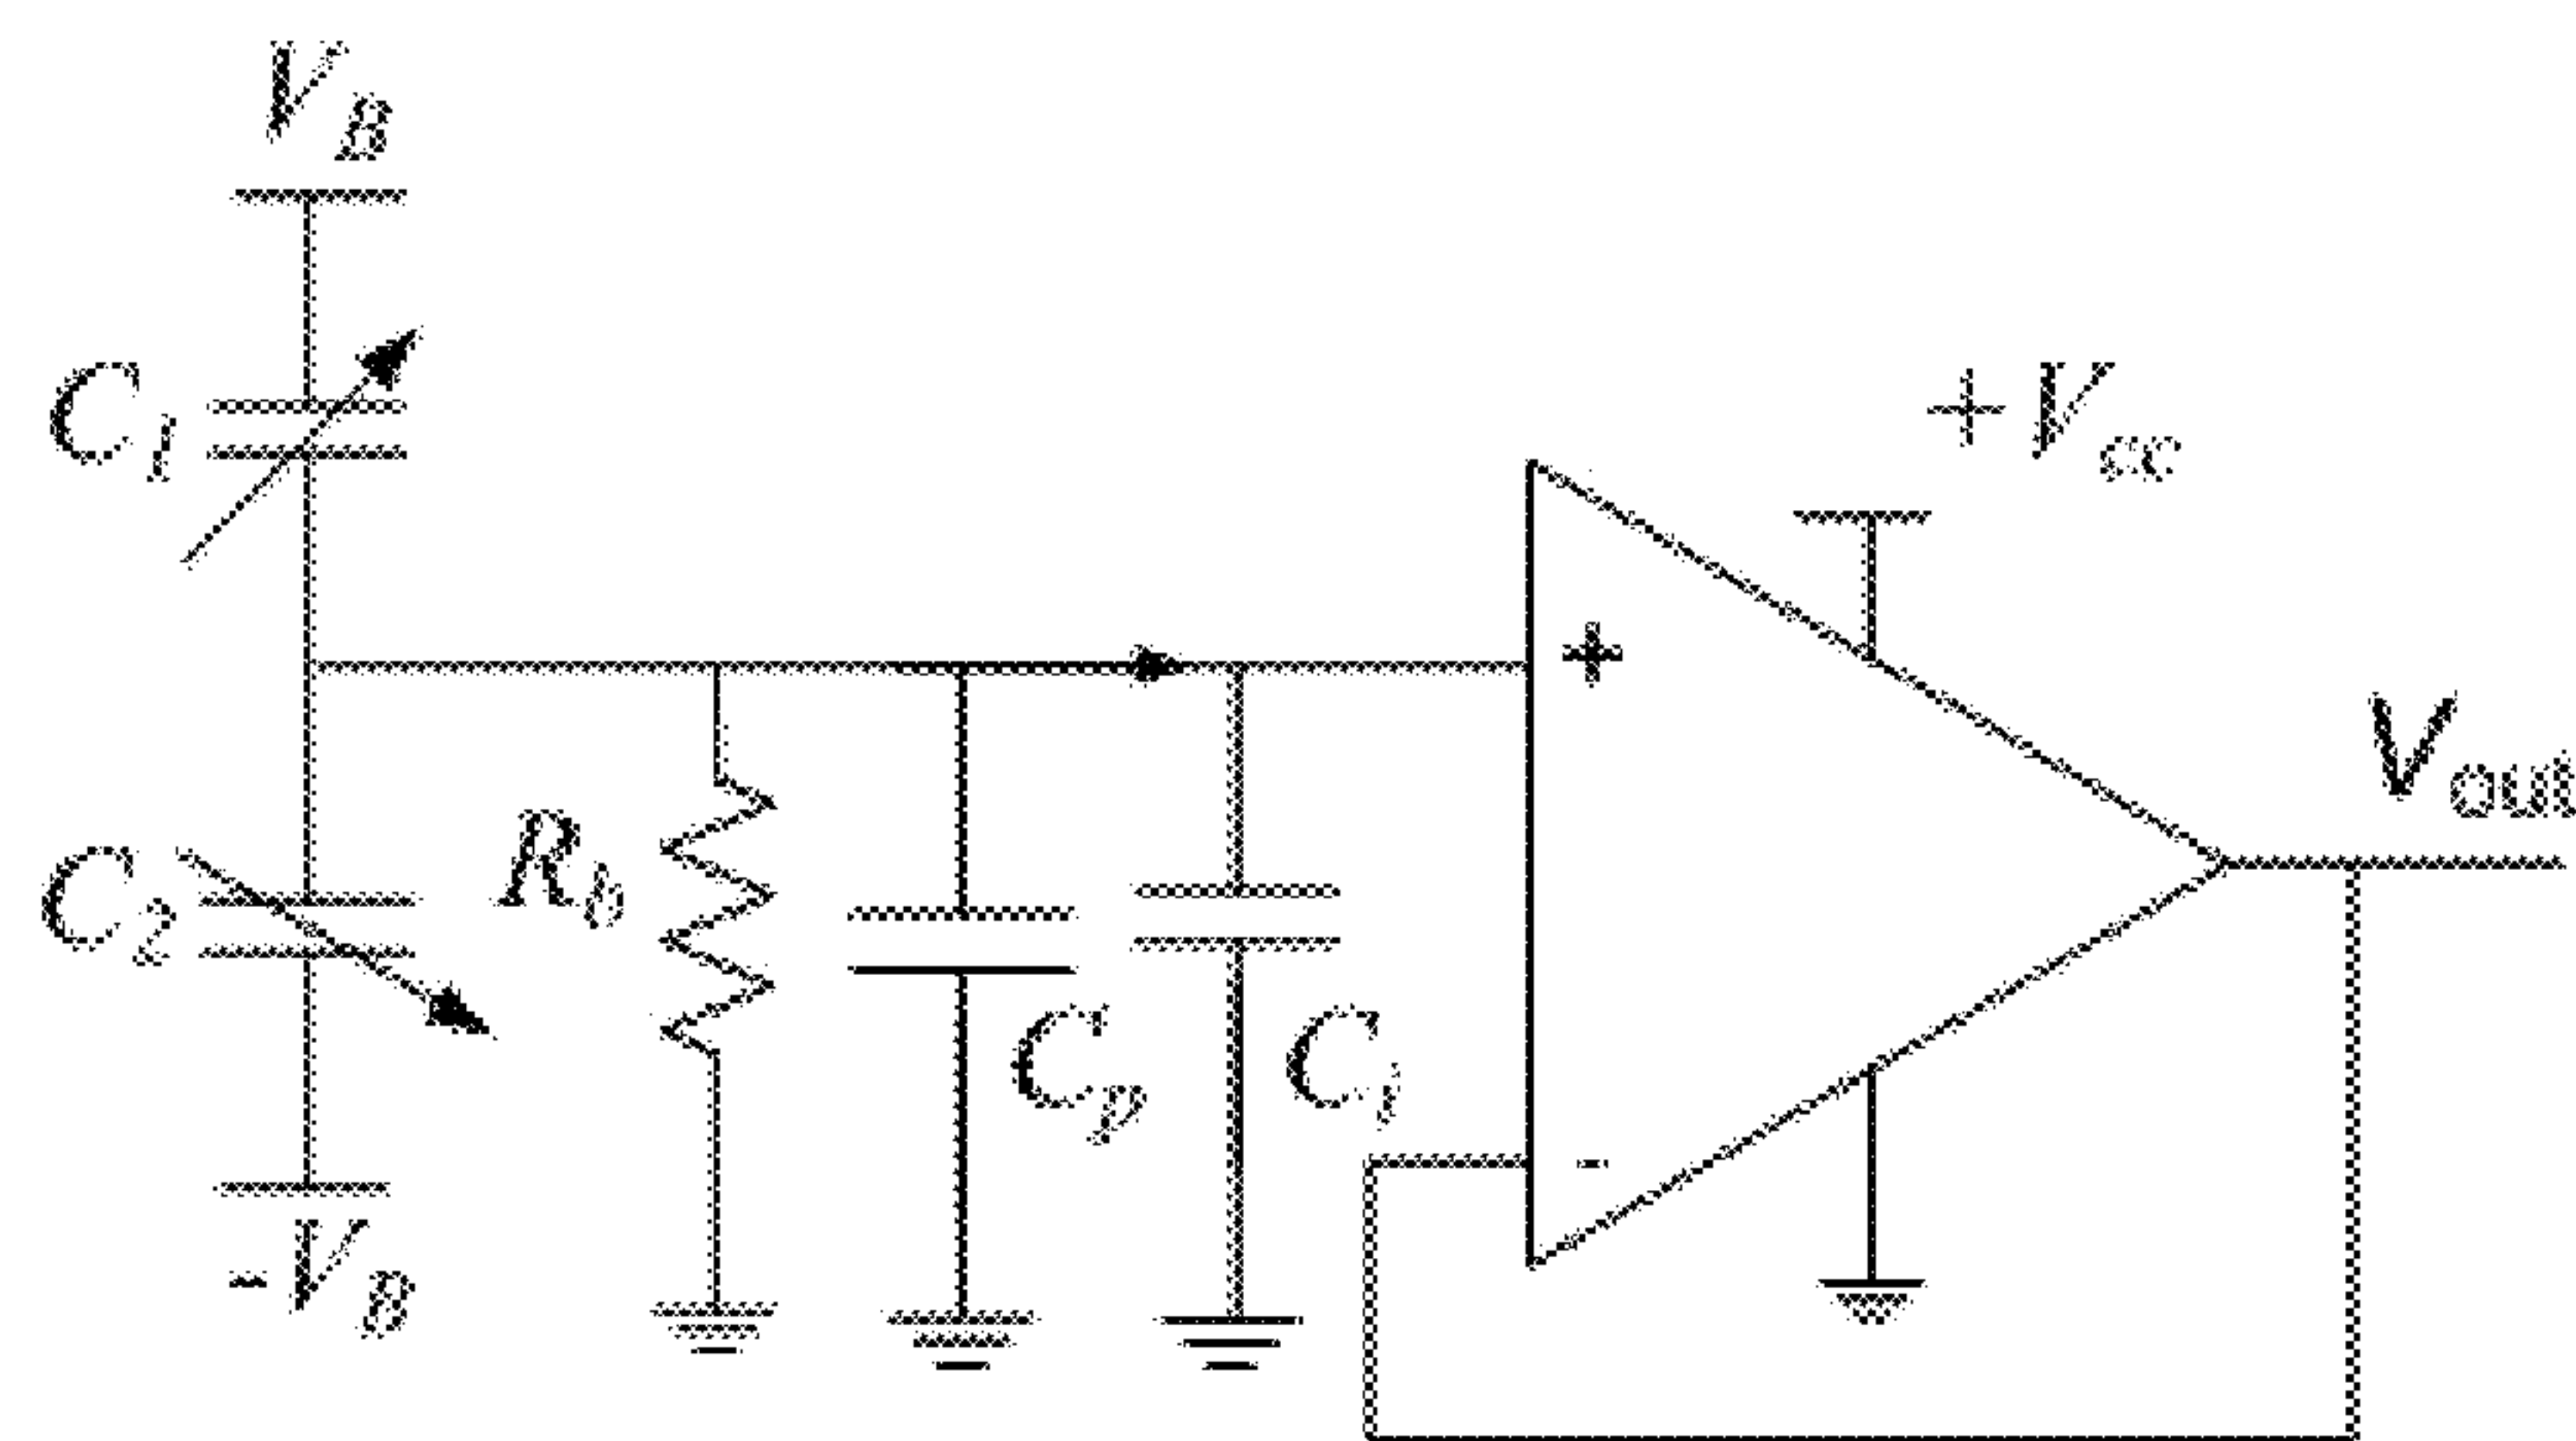 V_B
C_1
+V_cc
+
V_out
C_2
R_b
C_p
C_i
-
-V_B